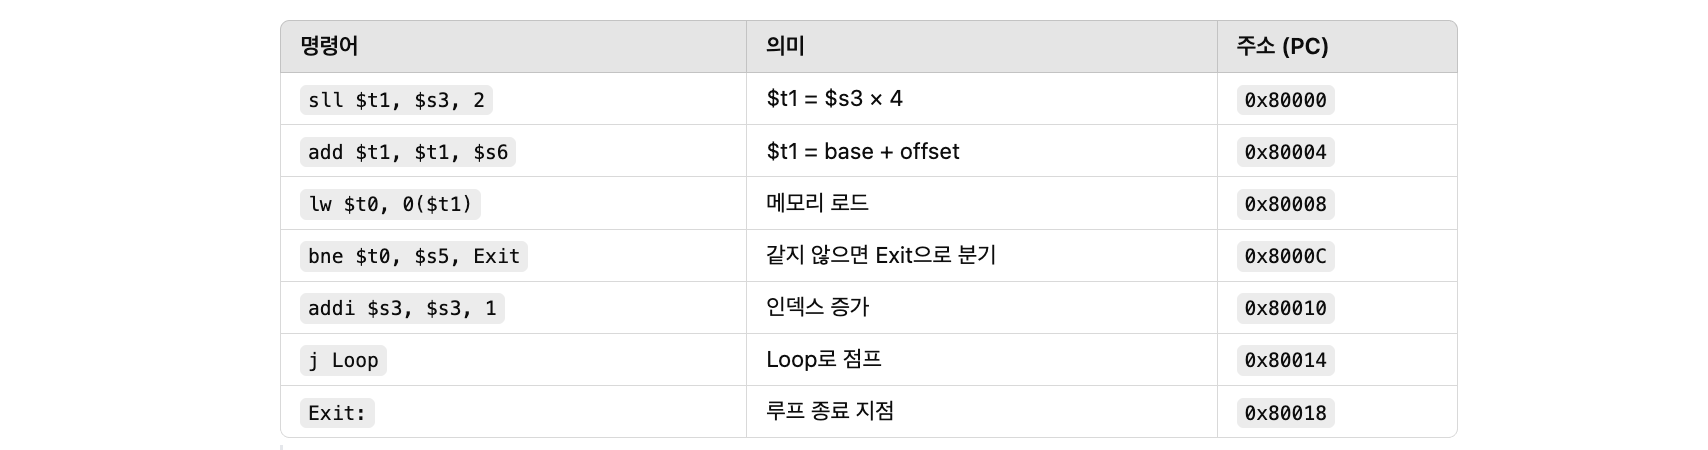 명령어 의미 주소 (PC)
sll $t1, $s3, 2 $t1 = $s3 × 4 0x80000
add $t1, $t1, $s6 $t1 = base + offset 0x80004
lw $t0, 0($t1) 메모리 로드 0x80008
bne $t0, $s5, Exit 같지 않으면 Exit으로 분기 0x8000C
addi $s3, $s3, 1 인덱스 증가 0x80010
j Loop Loop로 점프 0x80014
Exit: 루프 종료 지점 0x80018